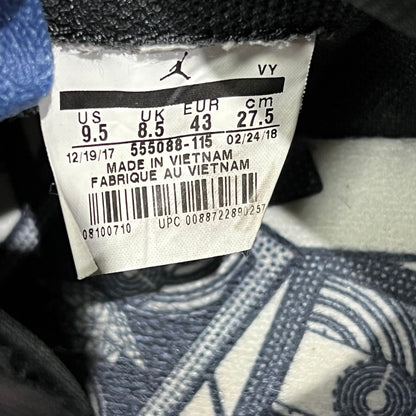 VY
US UK EUR cm
9.5 8.5 43 27.5
12/19/17 555088-115 02/24/18
MADE IN VIETNAM
FABRIQUE AU VIETNAM
08100710 UPC 0088722890257